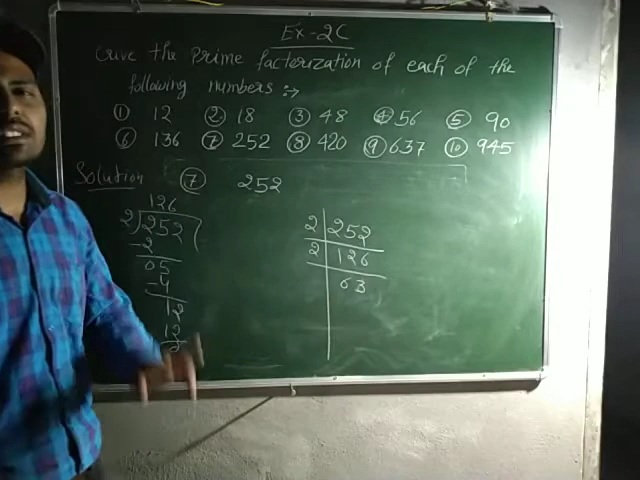 Ex-2C
Give the Prime factorization of each of the
following numbers :→
① 12 ② 18 ③ 48 ④ 56 ⑤ 90
⑥ 136 ⑦ 252 ⑧ 420 ⑨ 637 ⑩ 945
Solution ⑦ 252
126
2)252(
-2
05
-4
12
12
2 | 252
2 | 126
63